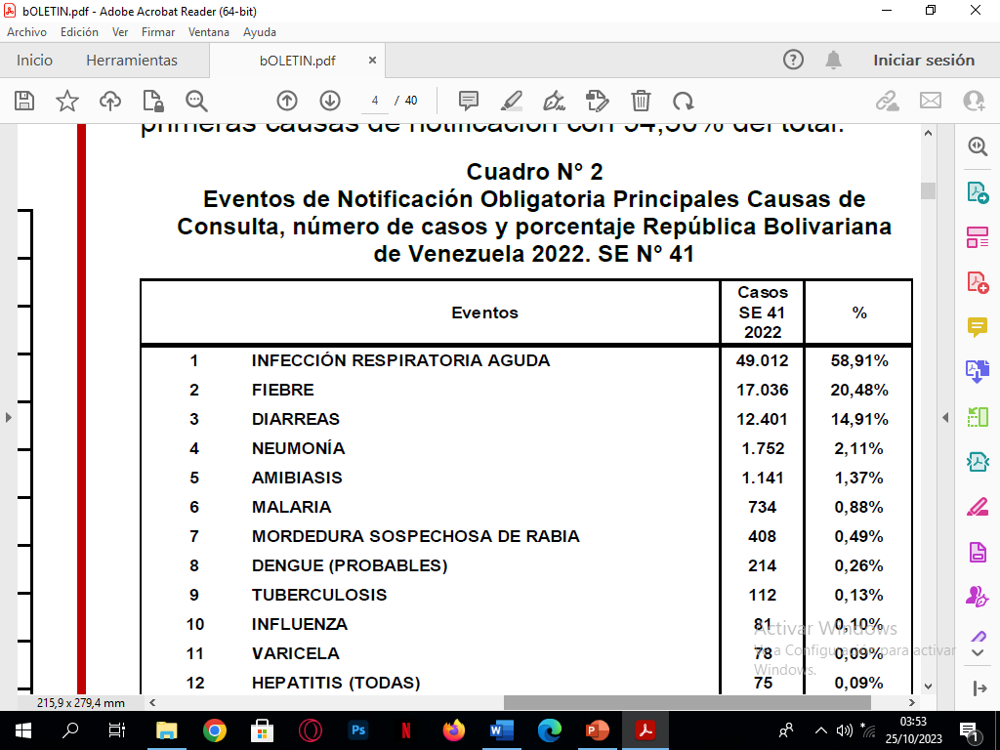 bOLETIN.pdf - Adobe Acrobat Reader (64-bit)
Archivo Edición Ver Firmar Ventana Ayuda
Inicio Herramientas bOLETIN.pdf × Iniciar sesión
4 / 40
primeras causas de notificación con 94,30% del total.
Cuadro N° 2
Eventos de Notificación Obligatoria Principales Causas de
Consulta, número de casos y porcentaje República Bolivariana
de Venezuela 2022. SE N° 41
Eventos Casos SE 41 2022 %
1 INFECCIÓN RESPIRATORIA AGUDA 49.012 58,91%
2 FIEBRE 17.036 20,48%
3 DIARREAS 12.401 14,91%
4 NEUMONÍA 1.752 2,11%
5 AMIBIASIS 1.141 1,37%
6 MALARIA 734 0,88%
7 MORDEDURA SOSPECHOSA DE RABIA 408 0,49%
8 DENGUE (PROBABLES) 214 0,26%
9 TUBERCULOSIS 112 0,13%
10 INFLUENZA 81 0,10%
11 VARICELA 78 0,09%
12 HEPATITIS (TODAS) 75 0,09%
Activar Windows
Ve a Configuración para activar
Windows.
215,9 x 279,4 mm
03:53
25/10/2023
1